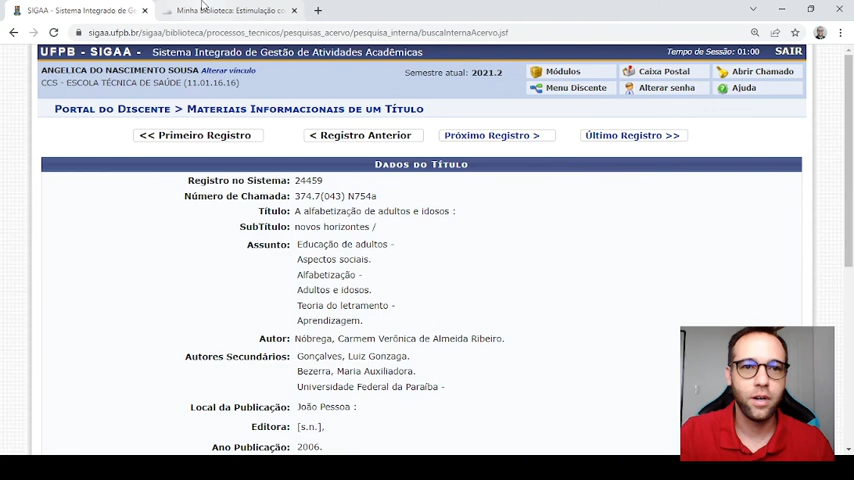 SIGAA - Sistema Integrado de Ge
Minha Biblioteca: Estimulação co
sigaa.ufpb.br/sigaa/biblioteca/processos_tecnicos/pesquisas_acervo/pesquisa_interna/buscaInternaAcervo.jsf
UFPB - SIGAA - Sistema Integrado de Gestão de Atividades Acadêmicas
Tempo de Sessão: 01:00 SAIR
ANGELICA DO NASCIMENTO SOUSA Alterar vínculo
CCS - ESCOLA TÉCNICA DE SAÚDE (11.01.16.16)
Semestre atual: 2021.2
Módulos Caixa Postal Abrir Chamado
Menu Discente Alterar senha Ajuda
PORTAL DO DISCENTE > MATERIAIS INFORMACIONAIS DE UM TÍTULO
<< Primeiro Registro < Registro Anterior Próximo Registro > Último Registro >>
DADOS DO TÍTULO
Registro no Sistema: 24459
Número de Chamada: 374.7(043) N754a
Título: A alfabetização de adultos e idosos :
SubTítulo: novos horizontes /
Assunto: Educação de adultos -
Aspectos sociais.
Alfabetização -
Adultos e idosos.
Teoria do letramento -
Aprendizagem.
Autor: Nóbrega, Carmem Verônica de Almeida Ribeiro.
Autores Secundários: Gonçalves, Luiz Gonzaga.
Bezerra, Maria Auxiliadora.
Universidade Federal da Paraíba -
Local da Publicação: João Pessoa :
Editora: [s.n.],
Ano Publicação: 2006.